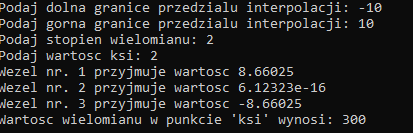 Podaj dolna granice przedzialu interpolacji: -10
Podaj gorna granice przedzialu interpolacji: 10
Podaj stopien wielomianu: 2
Podaj wartosc ksi: 2
Wezel nr. 1 przyjmuje wartosc 8.66025
Wezel nr. 2 przyjmuje wartosc 6.12323e-16
Wezel nr. 3 przyjmuje wartosc -8.66025
Wartosc wielomianu w punkcie 'ksi' wynosi: 300